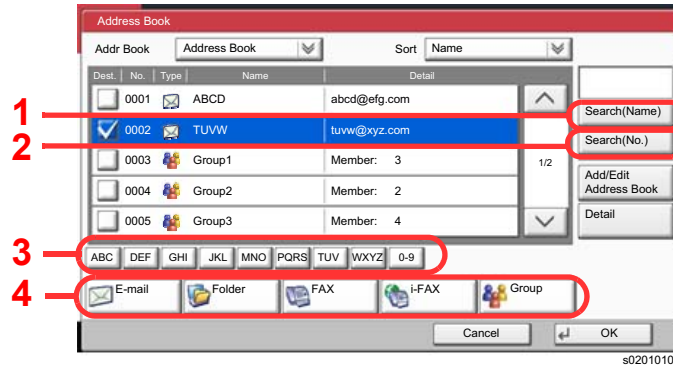 Address Book
Addr Book Address Book Sort Name
Dest. No. Type Name Detail
0001 ABCD abcd@efg.com
1 Search(Name)
0002 TUVW tuvw@xyz.com
2 Search(No.)
0003 Group1 Member: 3 1/2
Add/Edit
Address Book
0004 Group2 Member: 2
Detail
0005 Group3 Member: 4
3 ABC DEF GHI JKL MNO PQRS TUV WXYZ 0-9
4 E-mail Folder FAX i-FAX Group
Cancel OK
s0201010